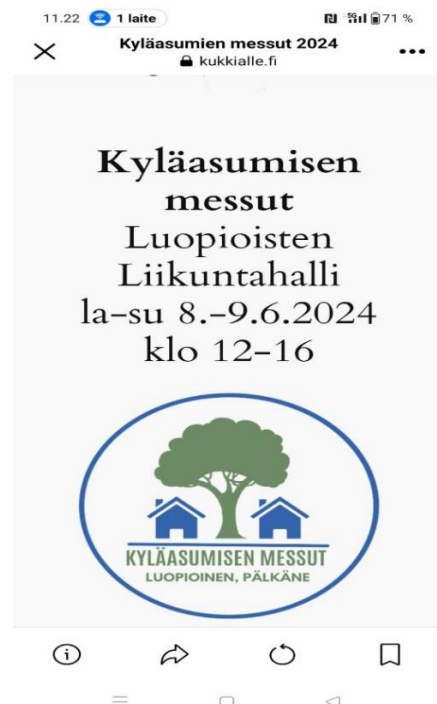 11.22 1 laite 5G 71 %
Kyläasumien messut 2024
kukkialle.fi
Kyläasumisen
messut
Luopioisten
Liikuntahalli
la-su 8.-9.6.2024
klo 12-16
KYLÄASUMISEN MESSUT
LUOPIOINEN, PÄLKÄNE